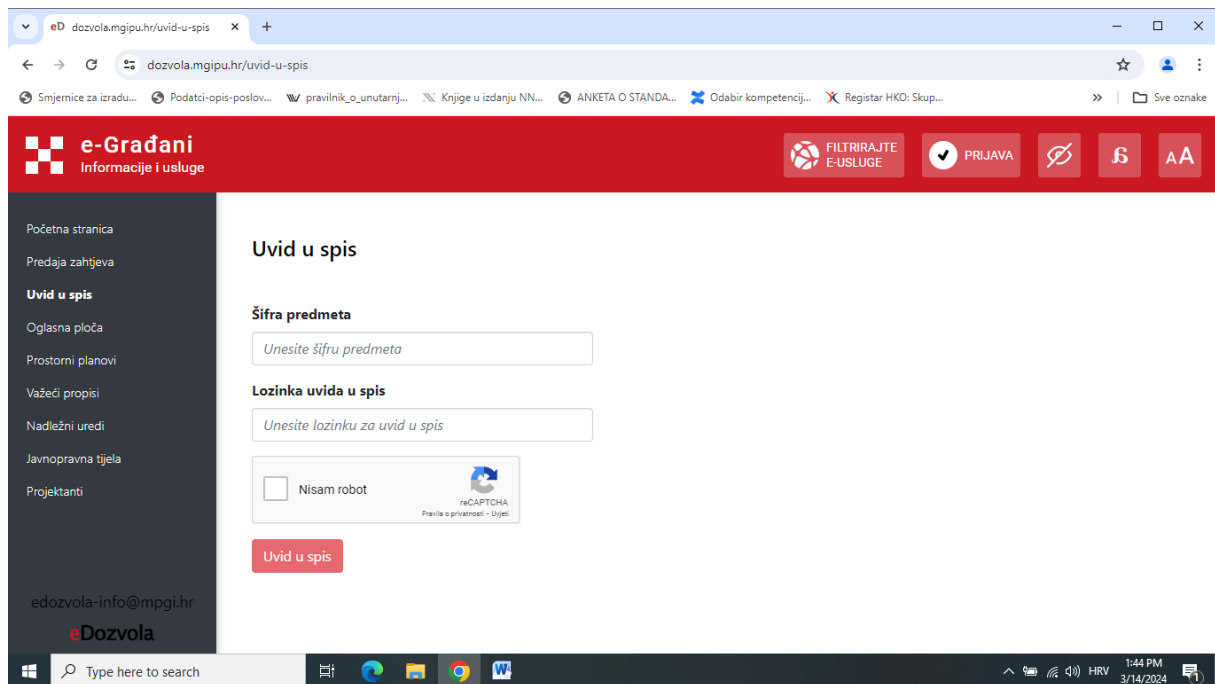 eD dozvola.mgipu.hr/uvid-u-spis
dozvola.mgipu.hr/uvid-u-spis
Smjernice za izradu... Podatci-opis-poslov... pravilnik_o_unutarnj... Knjige u izdanju NN... ANKETA O STANDA... Odabir kompetencij... Registar HKO: Skup... Sve oznake
e-Građani
Informacije i usluge
FILTRIRAJTE
E-USLUGE
PRIJAVA
AA
Početna stranica
Predaja zahtjeva
Uvid u spis
Oglasna ploča
Prostorni planovi
Važeći propisi
Nadležni uredi
Javnopravna tijela
Projektanti
edozvola-info@mpgi.hr
eDozvola
Uvid u spis
Šifra predmeta
Unesite šifru predmeta
Lozinka uvida u spis
Unesite lozinku za uvid u spis
Nisam robot
reCAPTCHA
Pravila o privatnosti - Uvjeti
Uvid u spis
Type here to search
HRV
1:44 PM
3/14/2024
1